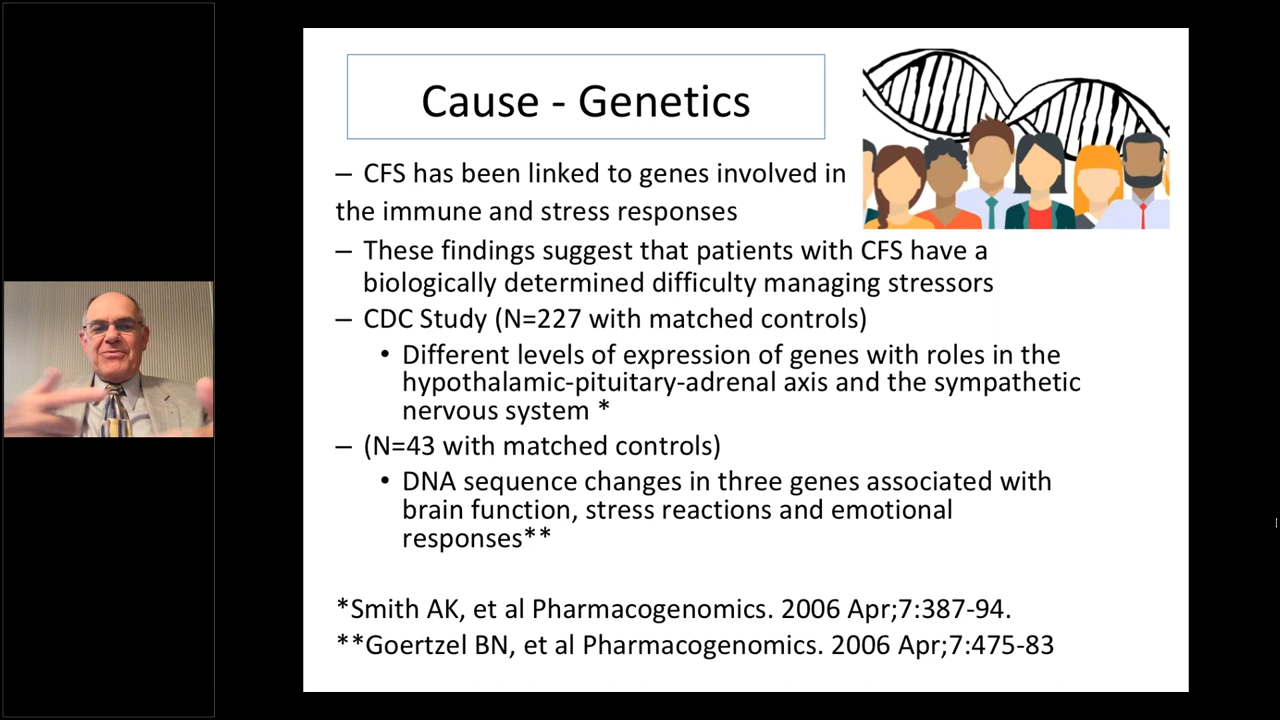 Cause - Genetics
– CFS has been linked to genes involved in
the immune and stress responses
– These findings suggest that patients with CFS have a
biologically determined difficulty managing stressors
– CDC Study (N=227 with matched controls)
• Different levels of expression of genes with roles in the
hypothalamic-pituitary-adrenal axis and the sympathetic
nervous system *
– (N=43 with matched controls)
• DNA sequence changes in three genes associated with
brain function, stress reactions and emotional
responses**
*Smith AK, et al Pharmacogenomics. 2006 Apr;7:387-94.
**Goertzel BN, et al Pharmacogenomics. 2006 Apr;7:475-83